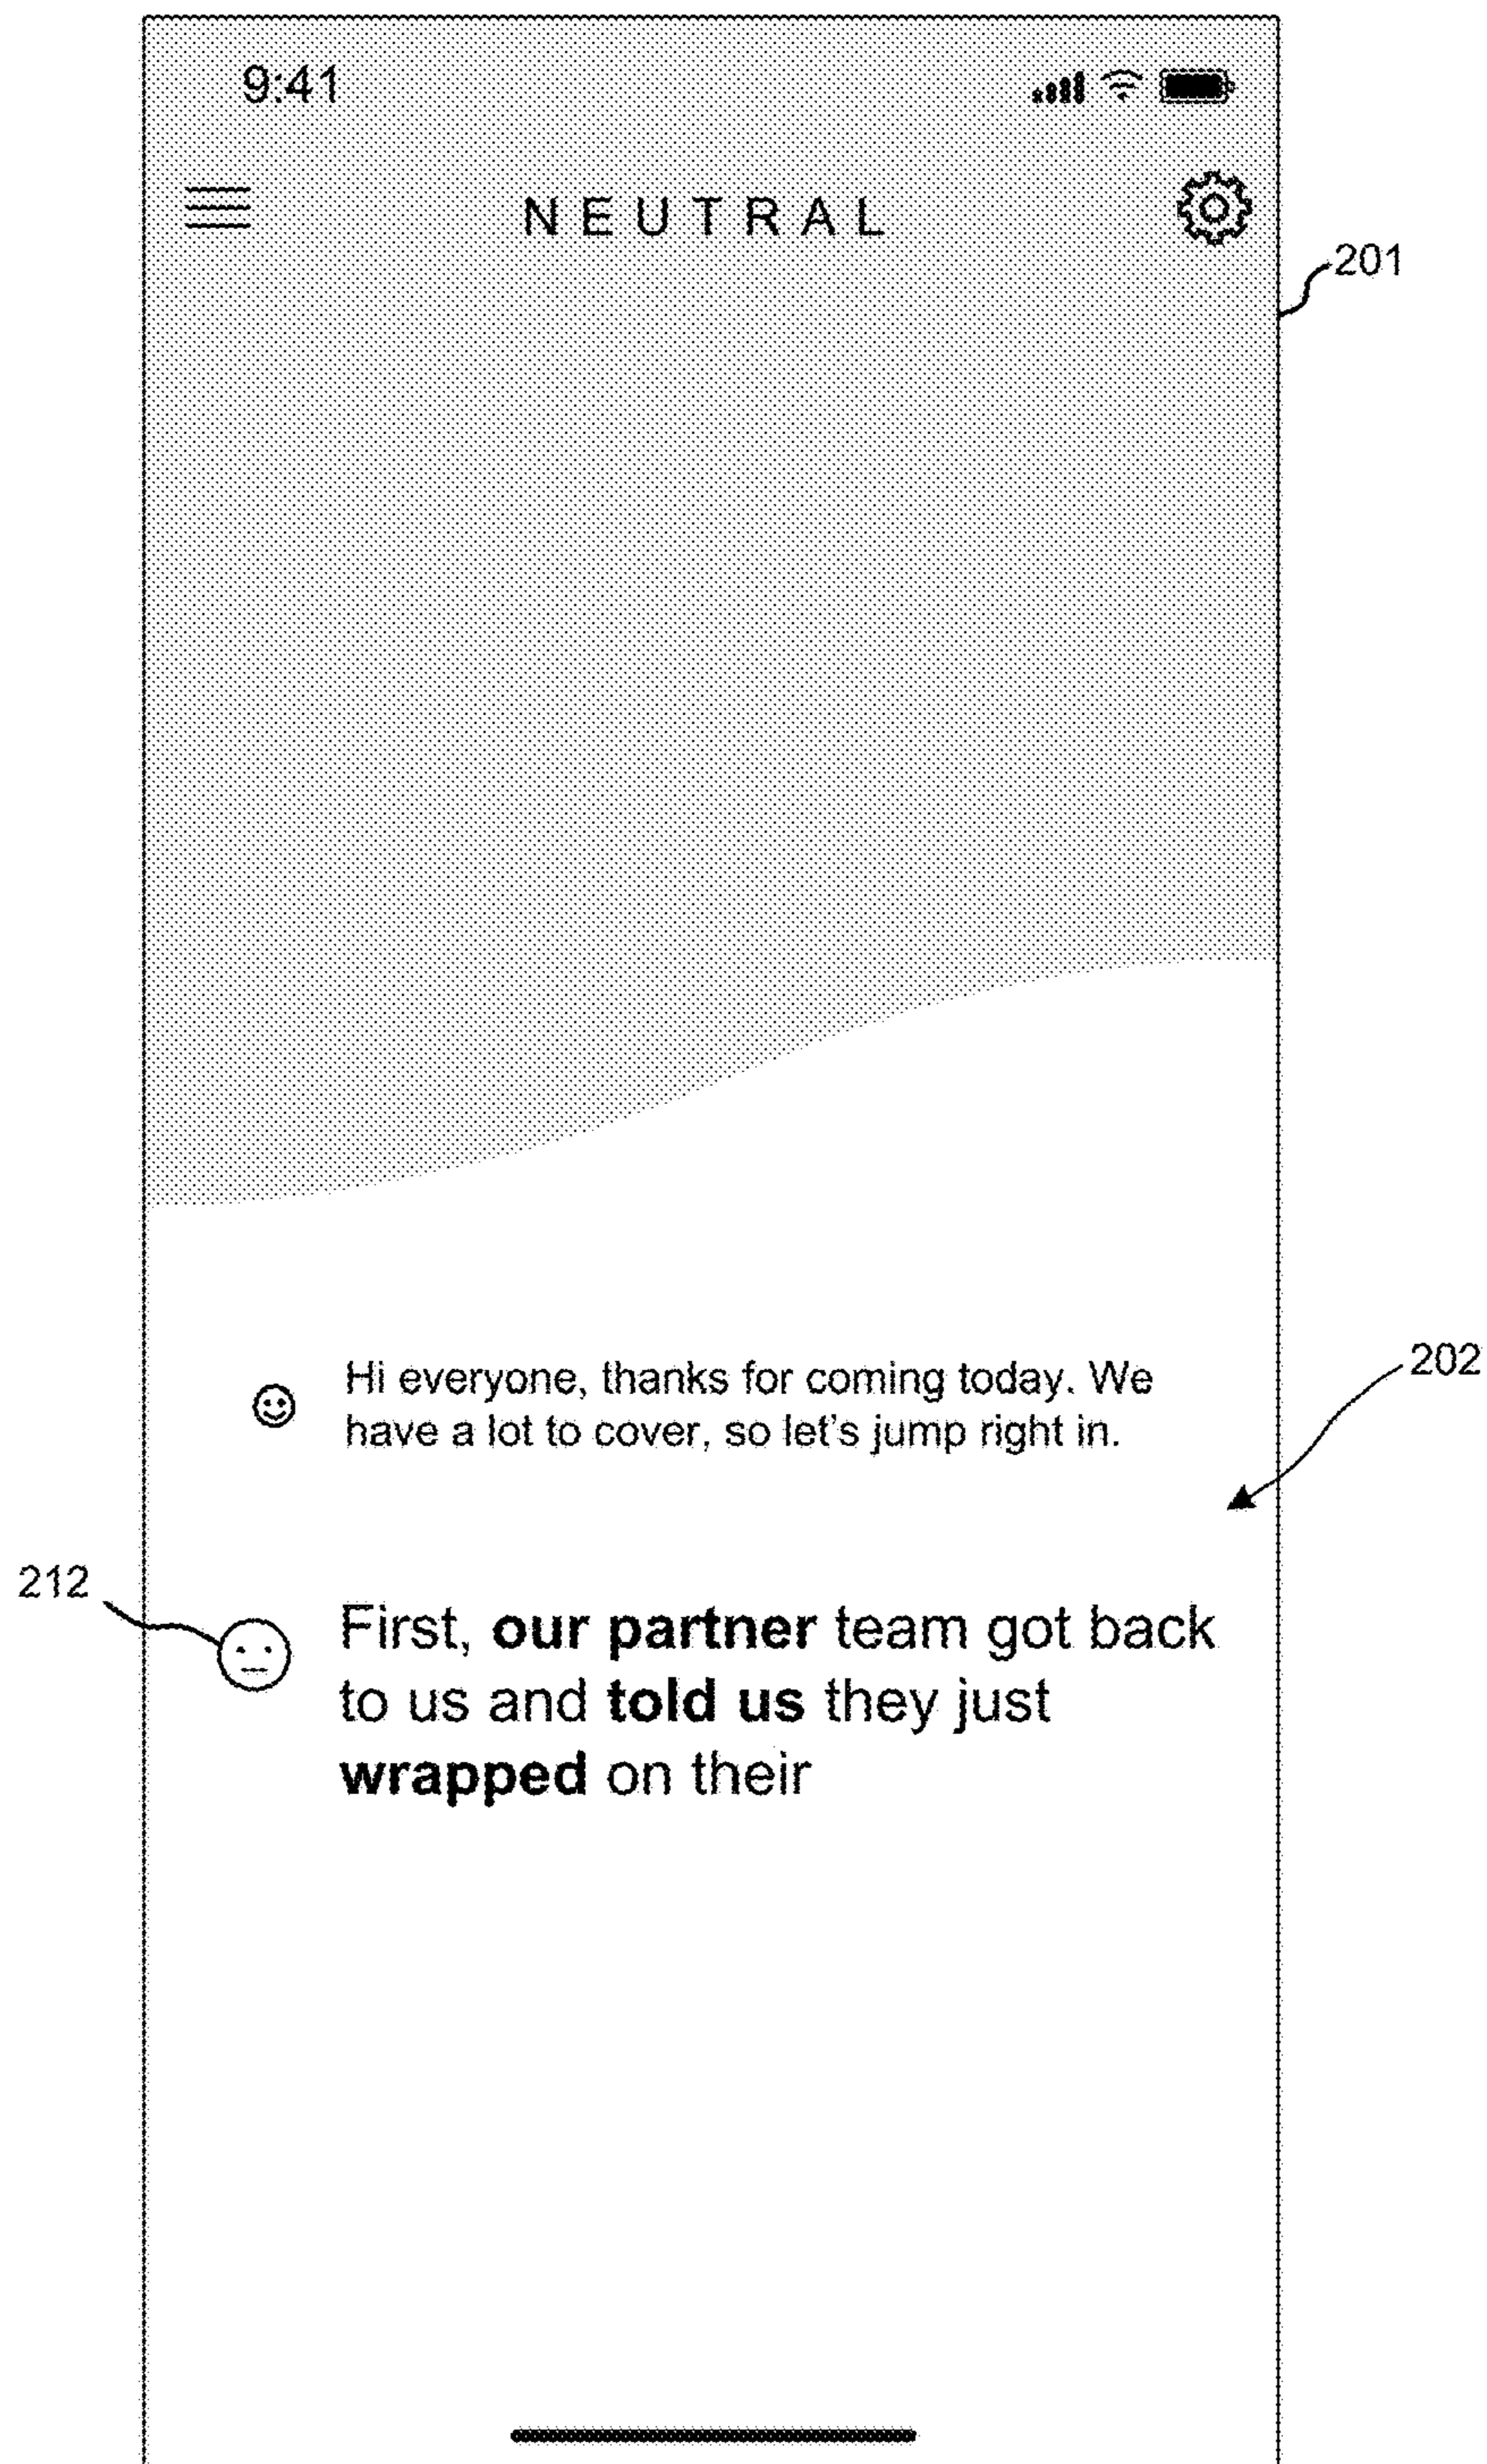 9:41
NEUTRAL
201
Hi everyone, thanks for coming today. We
have a lot to cover, so let's jump right in.
202
212
First, our partner team got back
to us and told us they just
wrapped on their